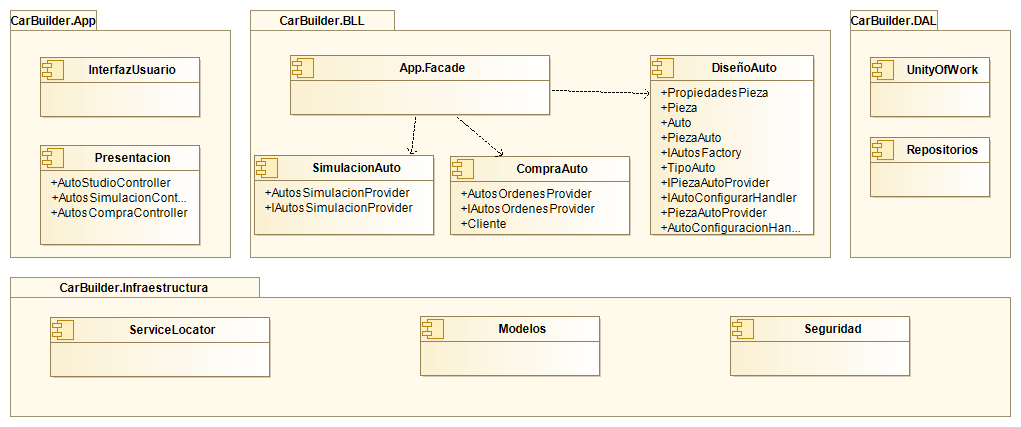 CarBuilder.App
InterfazUsuario
Presentacion
+AutoStudioController
+AutosSimulacionCont...
+AutosCompraController
CarBuilder.BLL
App.Facade
SimulacionAuto
+AutosSimulacionProvider
+IAutosSimulacionProvider
CompraAuto
+AutosOrdenesProvider
+IAutosOrdenesProvider
+Cliente
DiseñoAuto
+PropiedadesPieza
+Pieza
+Auto
+PiezaAuto
+IAutosFactory
+TipoAuto
+IPiezaAutoProvider
+IAutoConfigurarHandler
+PiezaAutoProvider
+AutoConfiguracionHan...
CarBuilder.DAL
UnityOfWork
Repositorios
CarBuilder.Infraestructura
ServiceLocator
Modelos
Seguridad